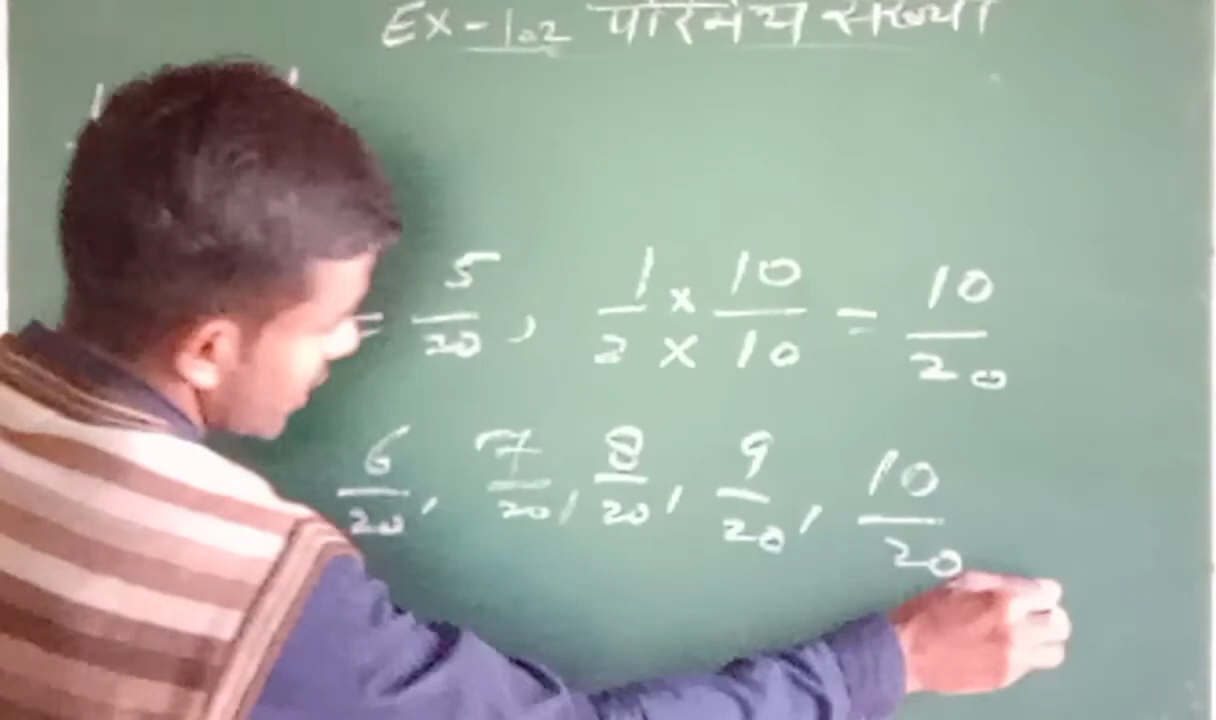 Ex-1.2 परिमेय संख्या
= 5/20, 1/2 × 10/10 = 10/20
6/20, 7/20, 8/20, 9/20, 10/20